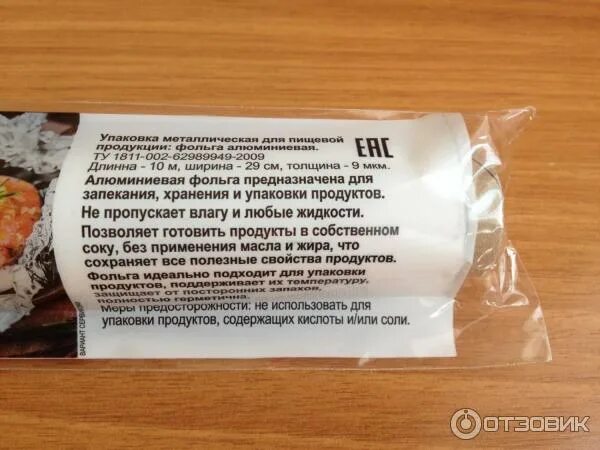 Упаковка металлическая для пищевой
продукции: фольга алюминиевая.
ТУ 1811-002-62989949-2009
Длинна - 10 м, ширина - 29 см, толщина - 9 мкм.
EAC
Алюминиевая фольга предназначена для
запекания, хранения и упаковки продуктов.
Не пропускает влагу и любые жидкости.
Позволяет готовить продукты в собственном
соку, без применения масла и жира, что
сохраняет все полезные свойства продуктов.
Фольга идеально подходит для упаковки
продуктов, поддерживает их температуру,
защищает от посторонних запахов,
полностью герметична.
Меры предосторожности: не использовать для
упаковки продуктов, содержащих кислоты и/или соли.
ВАРИАНТ СЕРВИРОВ
ОТЗОВИК